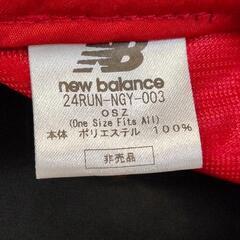 new balance
24RUN-NGY-003
OSZ
(One Size Fits All)
本体 ポリエステル 100%
非売品